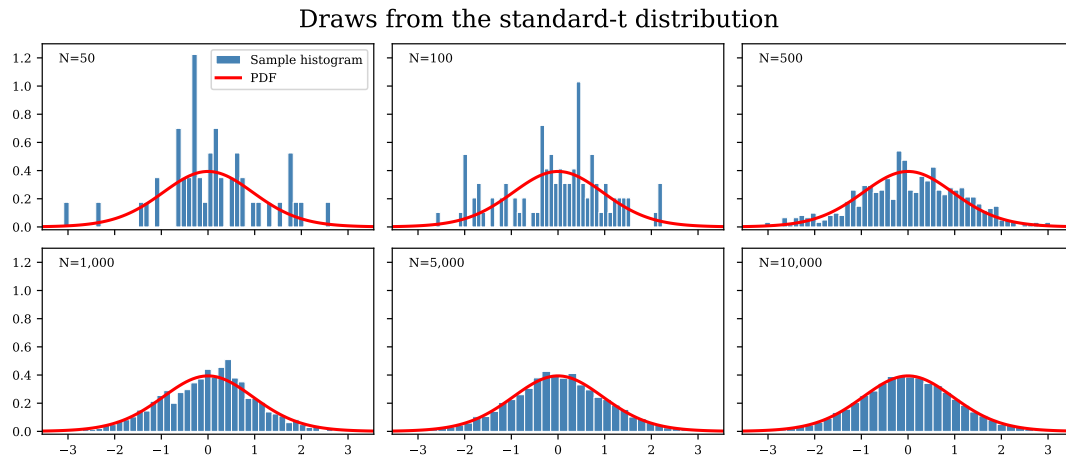 Draws from the standard-t distribution
1.2
1.0
0.8
0.6
0.4
0.2
0.0
N=50
Sample histogram
PDF
N=100
N=500
1.2
1.0
0.8
0.6
0.4
0.2
0.0
N=1,000
N=5,000
N=10,000
−3 −2 −1 0 1 2 3
−3 −2 −1 0 1 2 3
−3 −2 −1 0 1 2 3